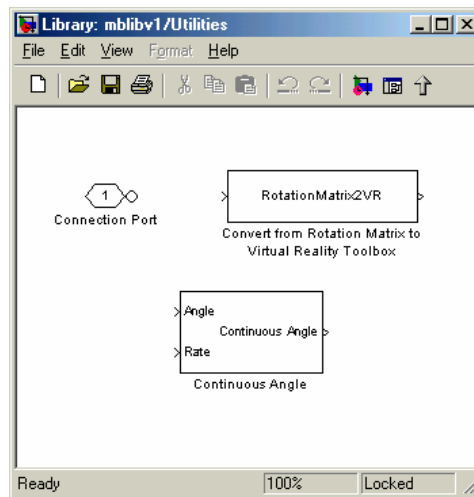 Library: mblibv1/Utilities
File Edit View Format Help
1
Connection Port
RotationMatrix2VR
Convert from Rotation Matrix to
Virtual Reality Toolbox
Angle
Continuous Angle
Rate
Continuous Angle
Ready 100% Locked